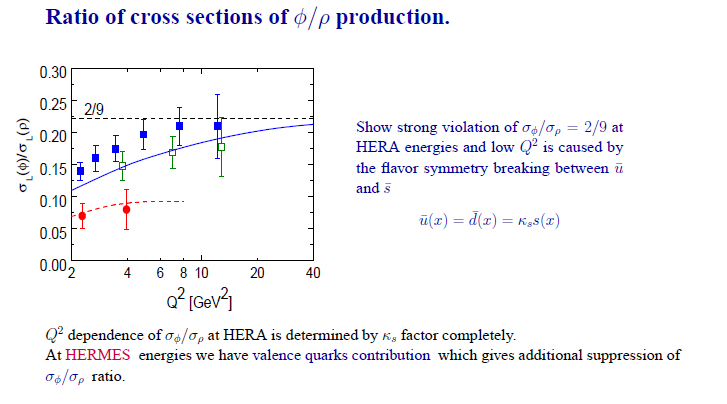 Ratio of cross sections of ϕ/ρ production.
0.30
0.25
2/9
0.20
0.15
0.10
0.05
0.00
2 4 6 8 10 20 40
σ_L(ϕ)/σ_L(ρ)
Q² [GeV²]
Show strong violation of σ_ϕ/σ_ρ = 2/9 at
HERA energies and low Q² is caused by
the flavor symmetry breaking between ū
and s̄
ū(x) = d̄(x) = κ_s s(x)
Q² dependence of σ_ϕ/σ_ρ at HERA is determined by κ_s factor completely.
At HERMES energies we have valence quarks contribution which gives additional suppression of
σ_ϕ/σ_ρ ratio.